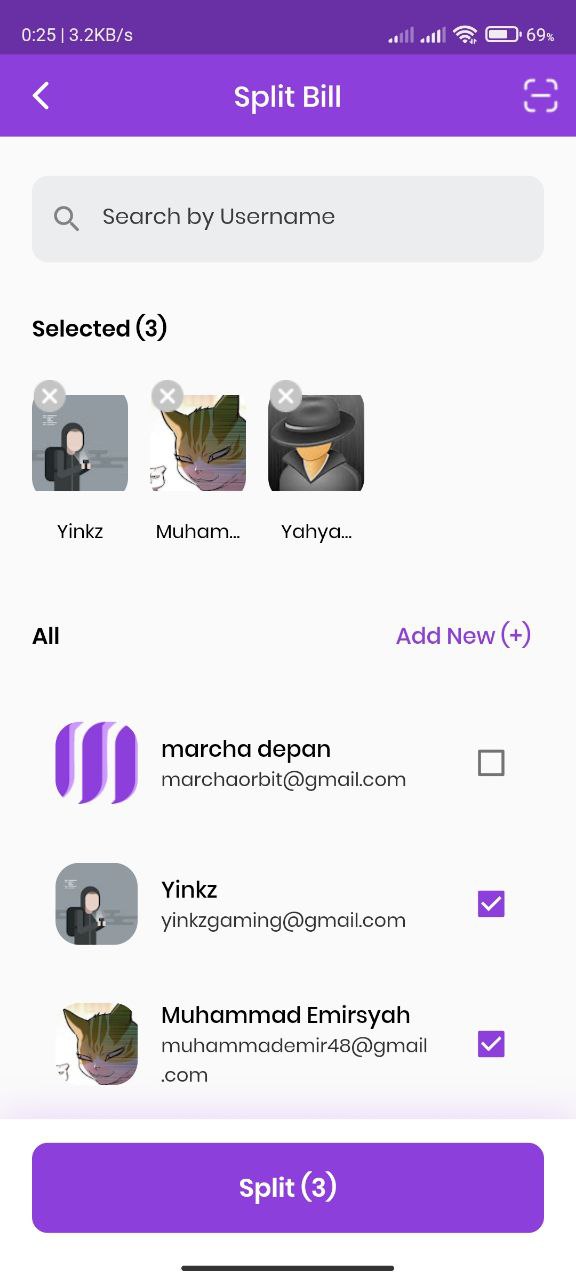 0:25 | 3.2KB/s
69%
Split Bill
Search by Username
Selected (3)
Yinkz
Muham...
Yahya...
All
Add New (+)
marcha depan
marchaorbit@gmail.com
Yinkz
yinkzgaming@gmail.com
Muhammad Emirsyah
muhammademir48@gmail
.com
Split (3)